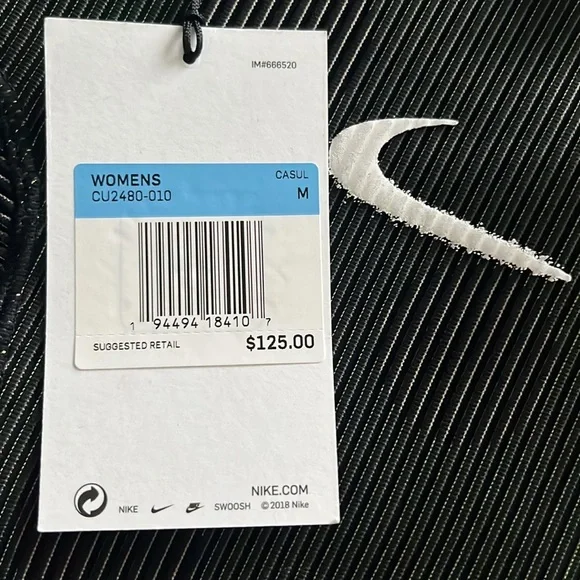 IM#666520
WOMENS CASUL
CU2480-010 M
1 94494 18410 7
SUGGESTED RETAIL $125.00
NIKE.COM
NIKE SWOOSH © 2018 Nike